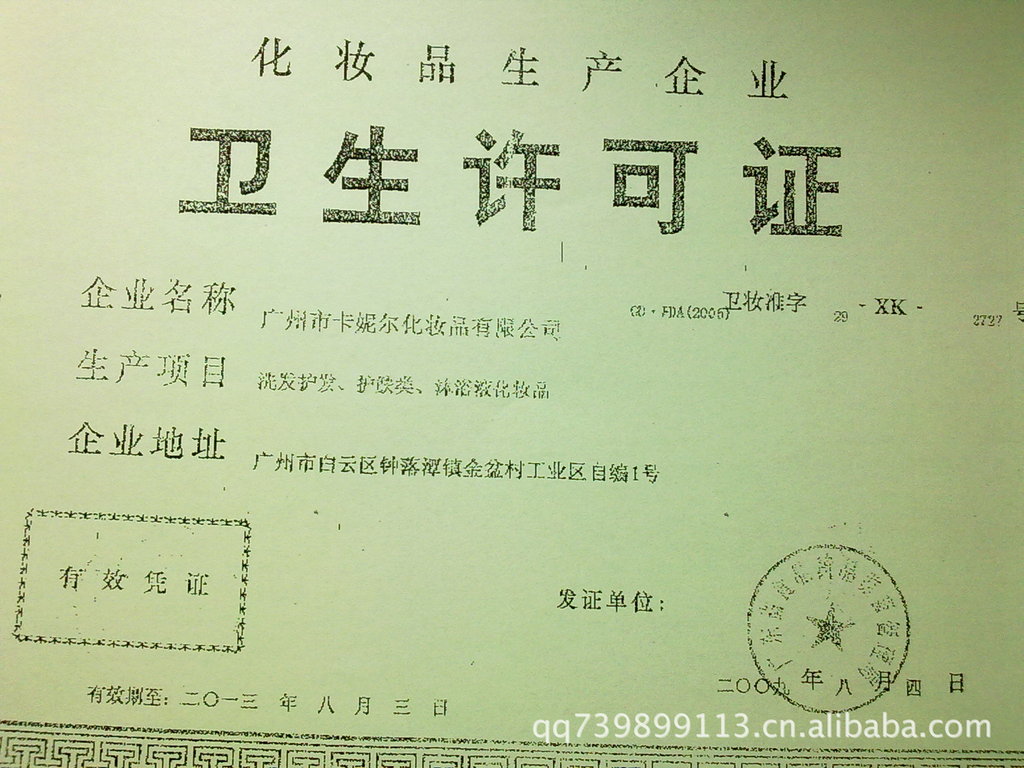 化妆品生产企业
卫生许可证
企业名称 广州市卡妮尔化妆品有限公司 GD·FDA(2005)卫妆准字 29 - XK - 2727 号
生产项目 洗发护发、护肤类、沐浴液化妆品
企业地址 广州市白云区钟落潭镇金盆村工业区自编1号
有效凭证
发证单位:
二〇〇九 年 八 月 四 日
有效期至: 二〇一三 年 八 月 三 日
qq739899113.cn.alibaba.com